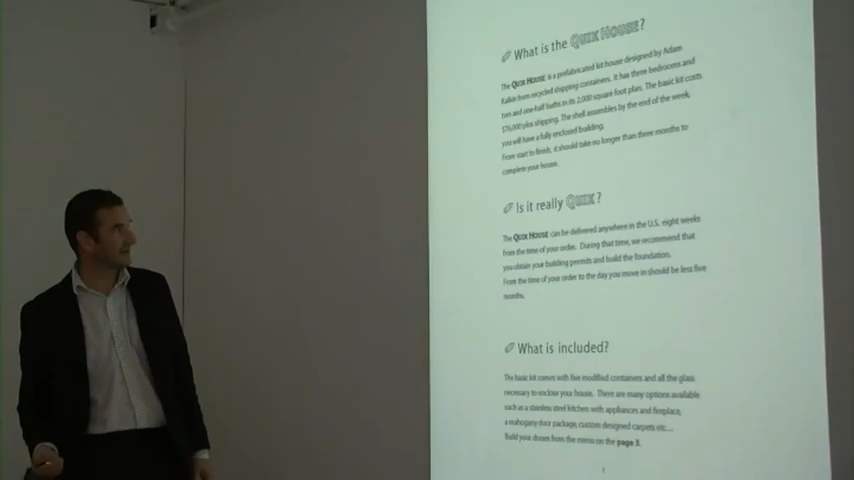 What is the QUIK HOUSE?
The QUIK HOUSE is a prefabricated kit house designed by Adam
Kalkin from recycled shipping containers. It has three bedrooms and
two and one-half baths in its 2,000 square foot plan. The basic kit costs
$76,000 plus shipping. The shell assembles by the end of the week,
you will have a fully enclosed building.
From start to finish, it should take no longer than three months to
complete your house.
Is it really QUIK?
The QUIK HOUSE can be delivered anywhere in the U.S. eight weeks
from the time of your order. During that time, we recommend that
you obtain your building permits and build the foundation.
From the time of your order to the day you move in should be less five
months.
What is included?
The basic kit comes with five modified containers and all the glass
necessary to enclose your house. There are many options available
such as a stainless steel kitchen with appliances and fireplace,
a mahogany door package, custom designed carpets etc....
Build your dream from the menu on the page 3.
1